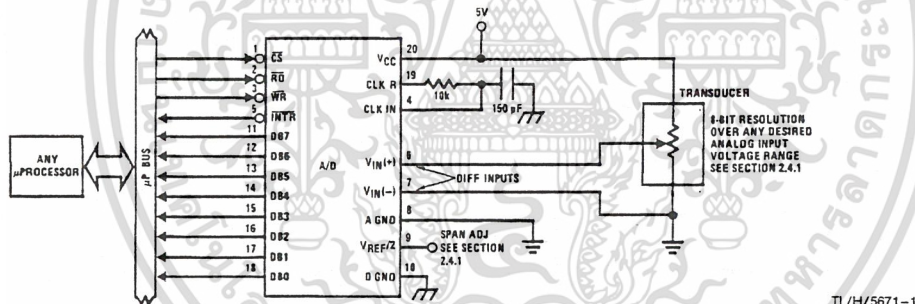 5V
1 CS
2 RD
3 WR
5 INTR
11 DB7
12 DB6
13 DB5
14 DB4
15 DB3
16 DB2
17 DB1
18 DB0
ANY
μPROCESSOR
μP BUS
A/D
VCC 20
CLK R 19
10k
150 pF
CLK IN 4
VIN(+) 6
DIFF INPUTS
VIN(−) 7
A GND 8
VREF/2 9
SPAN ADJ
SEE SECTION
2.4.1
D GND 10
TRANSDUCER
8-BIT RESOLUTION
OVER ANY DESIRED
ANALOG INPUT
VOLTAGE RANGE
SEE SECTION 2.4.1
TL/H/5671-1